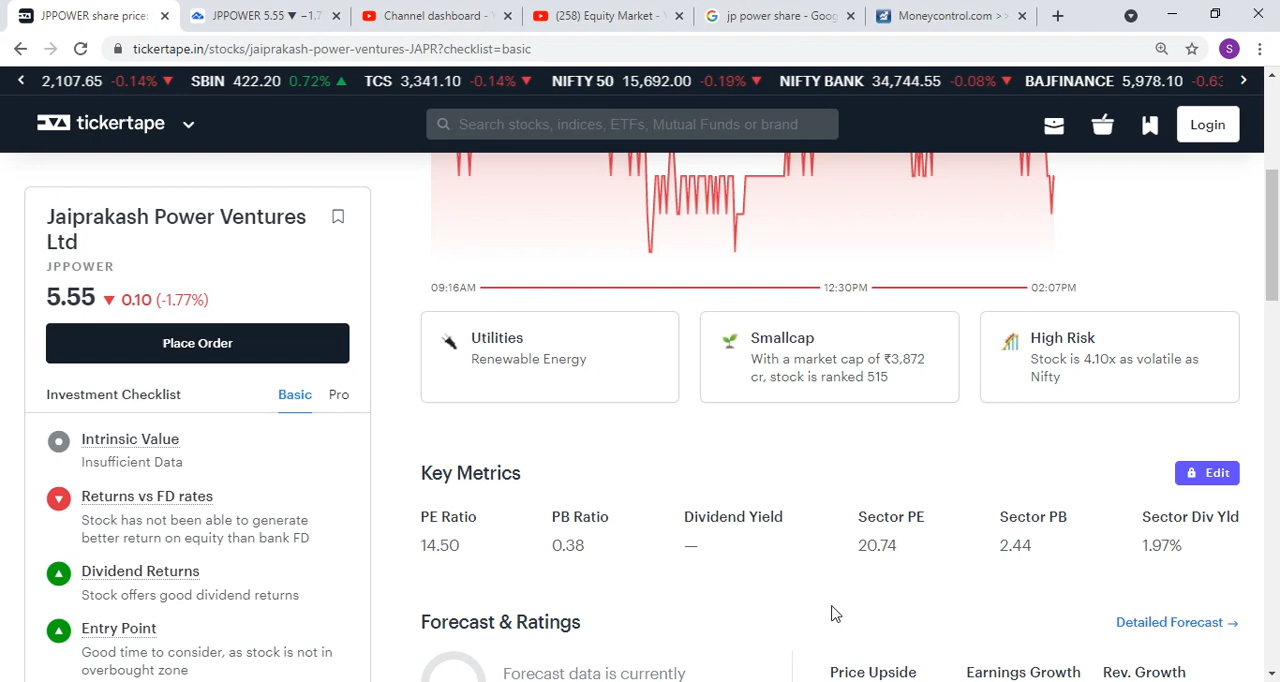 JPPOWER share price:
JPPOWER 5.55 ▼ -1.7
Channel dashboard - Y
(258) Equity Market -
jp power share - Goog
Moneycontrol.com >>
tickertape.in/stocks/jaiprakash-power-ventures-JAPR?checklist=basic
S
2,107.65 -0.14% ▼ SBIN 422.20 0.72% ▲ TCS 3,341.10 -0.14% ▼ NIFTY 50 15,692.00 -0.19% ▼ NIFTY BANK 34,744.55 -0.08% ▼ BAJFINANCE 5,978.10 -0.63
tickertape
Search stocks, indices, ETFs, Mutual Funds or brand
Login
Jaiprakash Power Ventures
Ltd
JPPOWER
5.55 ▼ 0.10 (-1.77%)
Place Order
Investment Checklist Basic Pro
Intrinsic Value
Insufficient Data
Returns vs FD rates
Stock has not been able to generate
better return on equity than bank FD
Dividend Returns
Stock offers good dividend returns
Entry Point
Good time to consider, as stock is not in
overbought zone
09:16AM 12:30PM 02:07PM
Utilities
Renewable Energy
Smallcap
With a market cap of ₹3,872
cr, stock is ranked 515
High Risk
Stock is 4.10x as volatile as
Nifty
Key Metrics
Edit
PE Ratio PB Ratio Dividend Yield Sector PE Sector PB Sector Div Yld
14.50 0.38 — 20.74 2.44 1.97%
Forecast & Ratings
Detailed Forecast →
Forecast data is currently
Price Upside Earnings Growth Rev. Growth